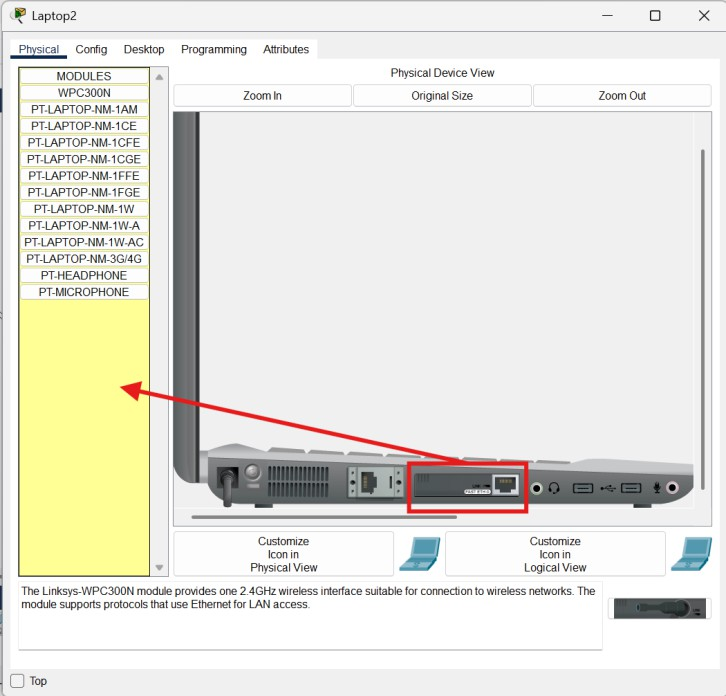 Laptop2
Physical Config Desktop Programming Attributes
MODULES
WPC300N
PT-LAPTOP-NM-1AM
PT-LAPTOP-NM-1CE
PT-LAPTOP-NM-1CFE
PT-LAPTOP-NM-1CGE
PT-LAPTOP-NM-1FFE
PT-LAPTOP-NM-1FGE
PT-LAPTOP-NM-1W
PT-LAPTOP-NM-1W-A
PT-LAPTOP-NM-1W-AC
PT-LAPTOP-NM-3G/4G
PT-HEADPHONE
PT-MICROPHONE
Physical Device View
Zoom In Original Size Zoom Out
Customize
Icon in
Physical View
Customize
Icon in
Logical View
The Linksys-WPC300N module provides one 2.4GHz wireless interface suitable for connection to wireless networks. The
module supports protocols that use Ethernet for LAN access.
Top